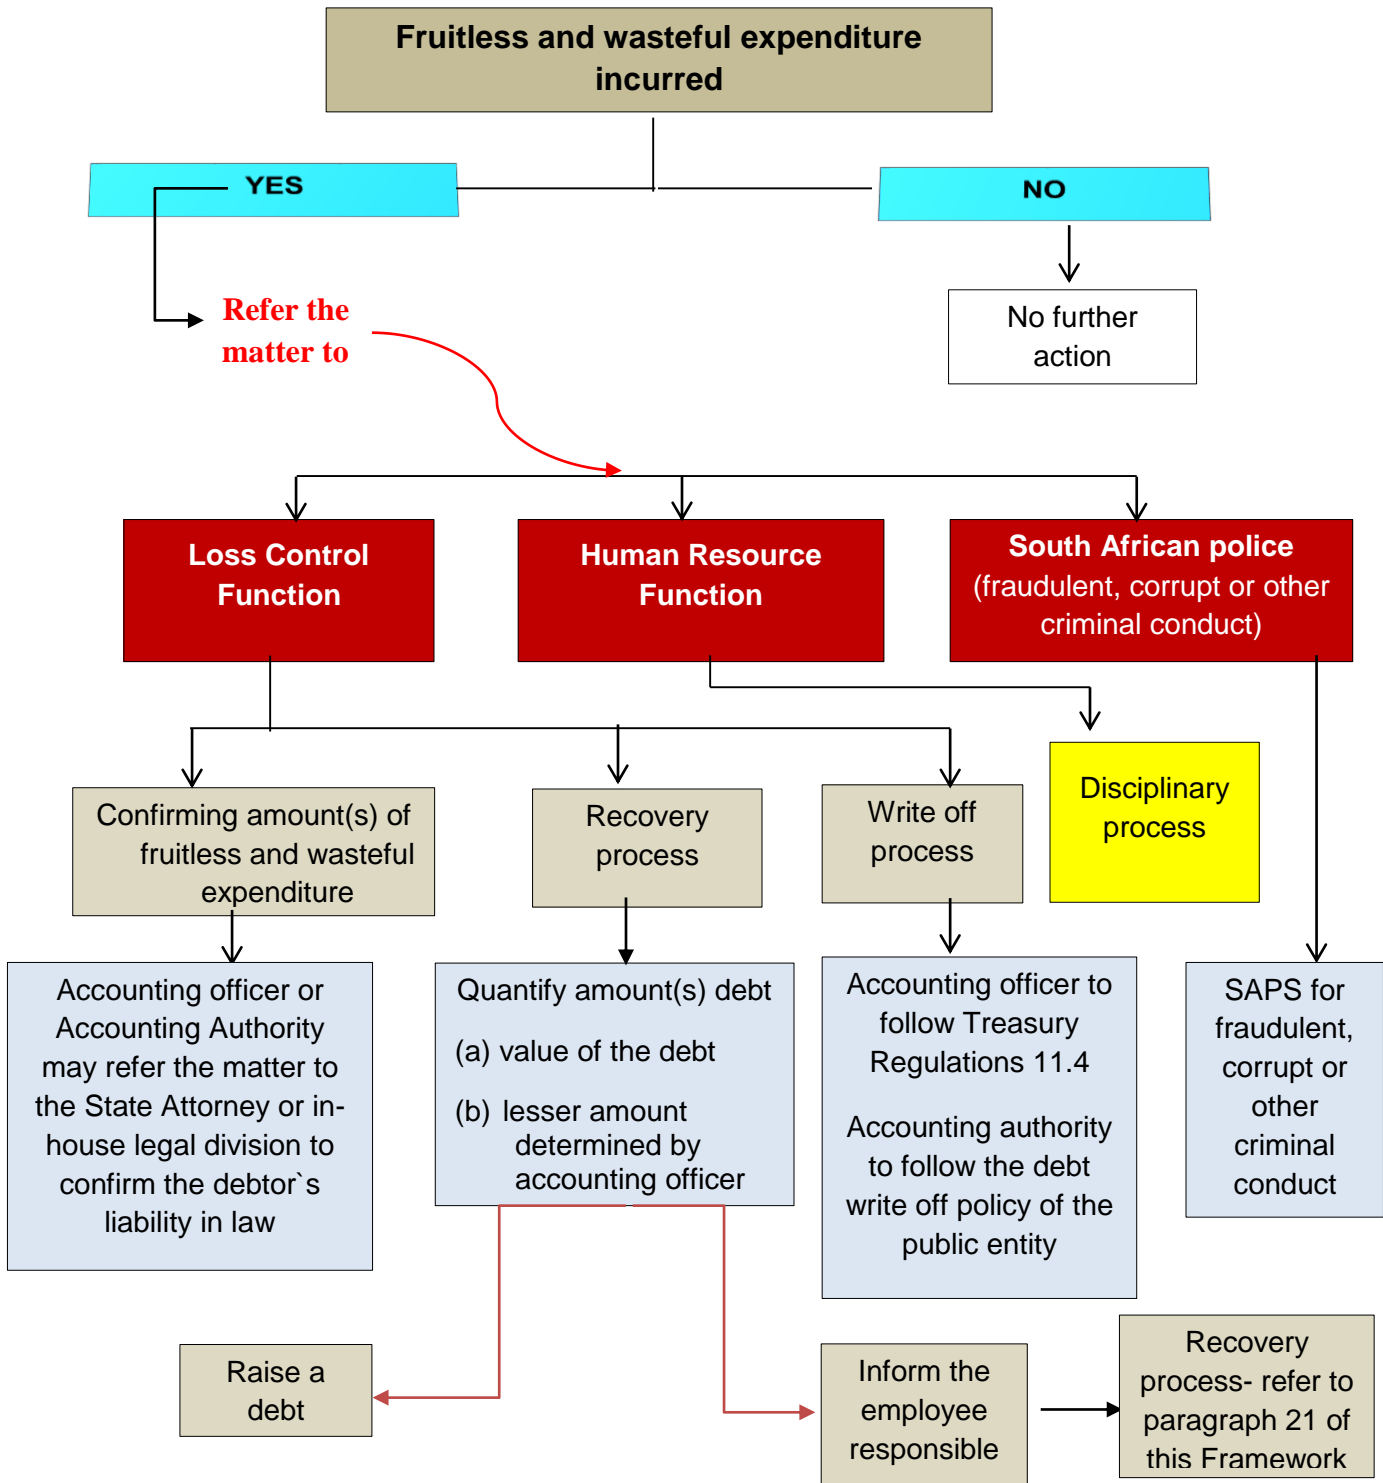 Fruitless and wasteful expenditure
incurred
YES
NO
Refer the
matter to
No further
action
Loss Control
Function
Human Resource
Function
South African police
(fraudulent, corrupt or other
criminal conduct)
Confirming amount(s) of
fruitless and wasteful
expenditure
Recovery
process
Write off
process
Disciplinary
process
Accounting officer or
Accounting Authority
may refer the matter to
the State Attorney or in-
house legal division to
confirm the debtor`s
liability in law
Quantify amount(s) debt
(a) value of the debt
(b) lesser amount
determined by
accounting officer
Accounting officer to
follow Treasury
Regulations 11.4
Accounting authority
to follow the debt
write off policy of the
public entity
SAPS for
fraudulent,
corrupt or
other
criminal
conduct
Raise a
debt
Inform the
employee
responsible
Recovery
process- refer to
paragraph 21 of
this Framework